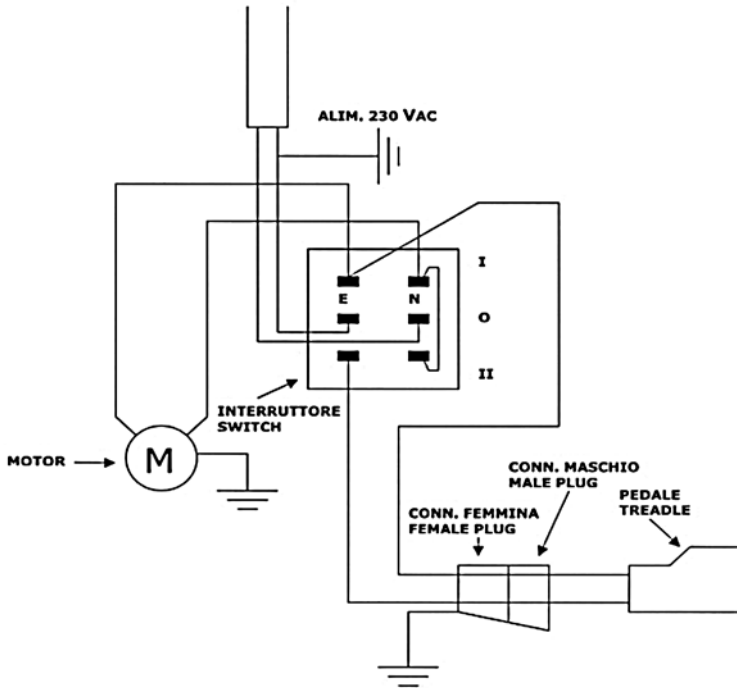 ALIM. 230 VAC
I
E
N
O
II
INTERRUTTORE
SWITCH
MOTOR
M
CONN. MASCHIO
MALE PLUG
PEDALE
TREADLE
CONN. FEMMINA
FEMALE PLUG